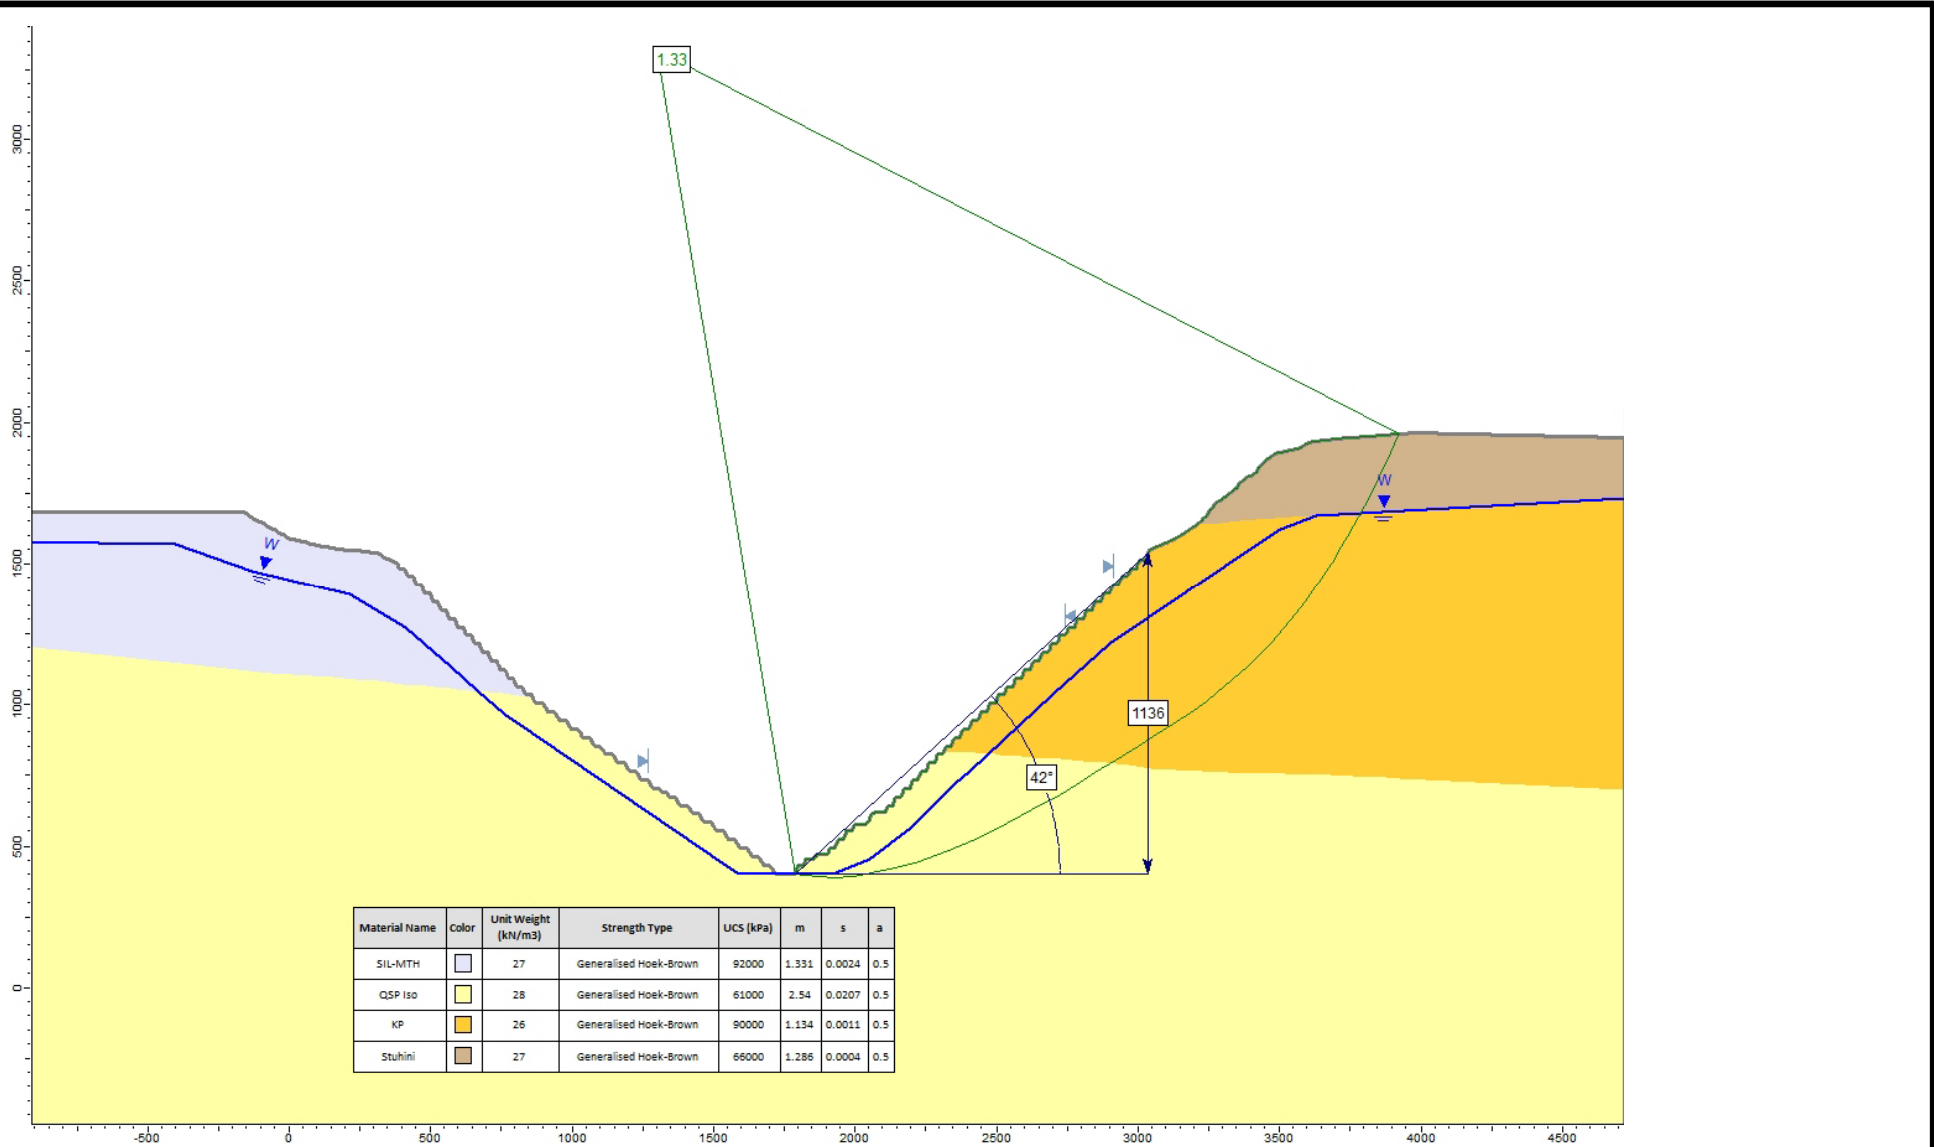 1.33
3000
2500
2000
1500
1000
500
0
W
W
1136
42°
Material Name Color Unit Weight (kN/m3) Strength Type UCS (kPa) m s a
SIL-MTH 27 Generalised Hoek-Brown 92000 1.331 0.0024 0.5
QSP Iso 28 Generalised Hoek-Brown 61000 2.54 0.0207 0.5
KP 26 Generalised Hoek-Brown 90000 1.134 0.0011 0.5
Stuhini 27 Generalised Hoek-Brown 66000 1.286 0.0004 0.5
-500 0 500 1000 1500 2000 2500 3000 3500 4000 4500